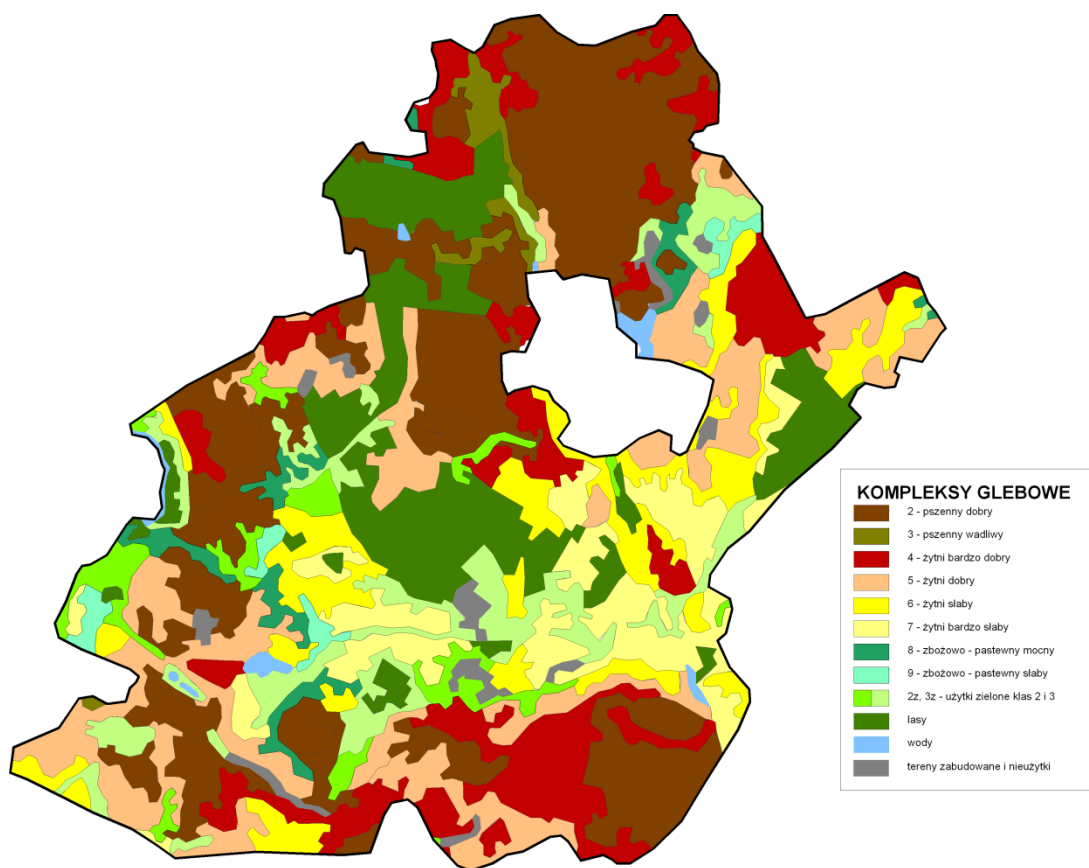 KOMPLEKSY GLEBOWE
2 - pszenny dobry
3 - pszenny wadliwy
4 - żytni bardzo dobry
5 - żytni dobry
6 - żytni słaby
7 - żytni bardzo słaby
8 - zbożowo - pastewny mocny
9 - zbożowo - pastewny słaby
2z, 3z - użytki zielone klas 2 i 3
lasy
wody
tereny zabudowane i nieużytki